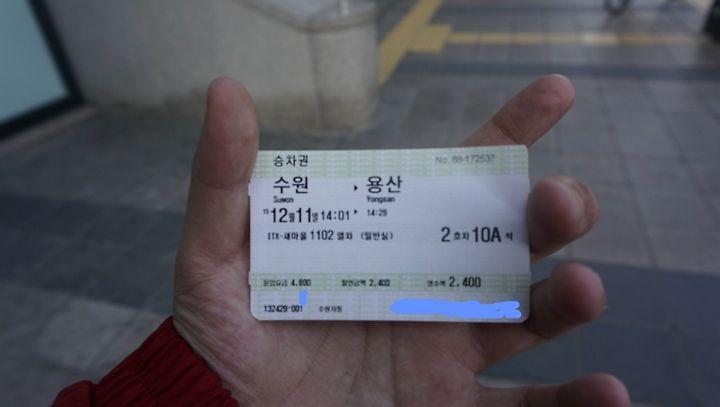 승차권 No. 88-172537
수원 ▸ 용산
Suwon Yongsan
15 12월11일 14:01 ▸ 14:29
ITX-새마을 1102 열차 (일반실) 2 호차 10A 석
운임요금 4,800 할인금액 2,400 영수액 2,400
132429-001 수원자동